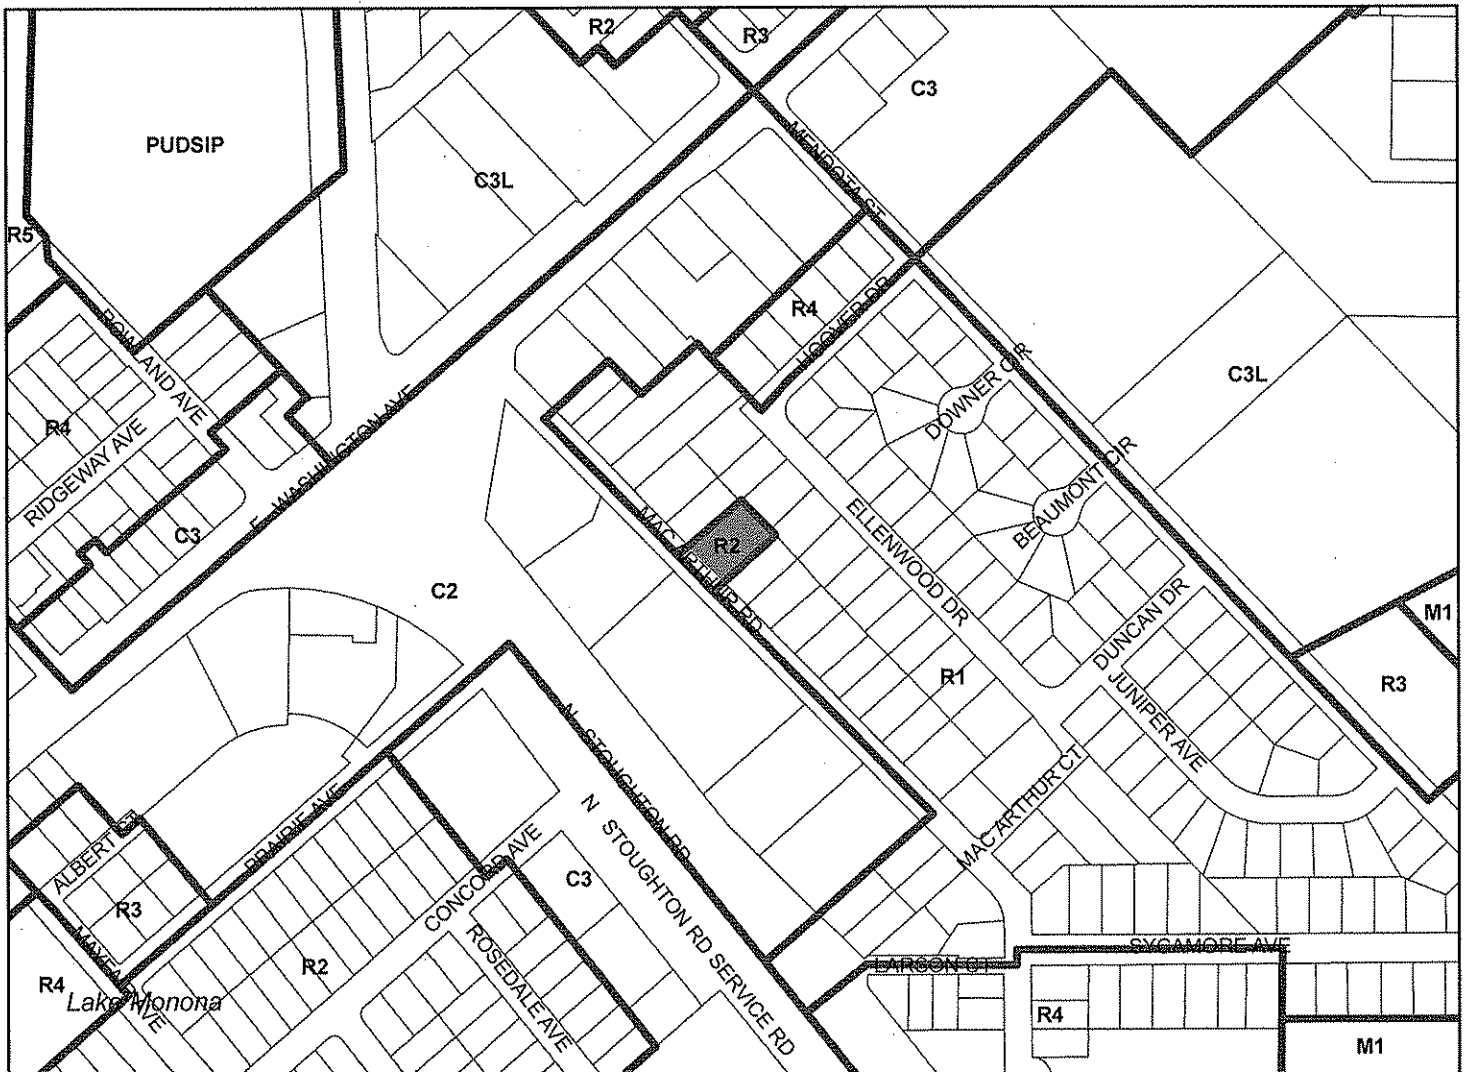 R2
R3
C3
PUDSIP
MENDOTA ST
C3L
R5
R4
HOOVER DR
ROWLAND AVE
DOWNER CIR
C3L
R4
RIDGEWAY AVE
E WASHINGTON AVE
BEAUMONT CIR
C3
MAC ARTHUR RD
R2
ELLENWOOD DR
C2
DUNCAN DR
M1
R1
JUNIPER AVE
R3
N STOUGHTON RD
MAC ARTHUR CT
N STOUGHTON RD SERVICE RD
ALBERT CT
PRAIRIE AVE
CONCORD AVE
C3
R3
MAYFAIR AVE
R2
ROSEDALE AVE
SYCAMORE AVE
LARSON CT
R4
Lake Monona
R4
M1